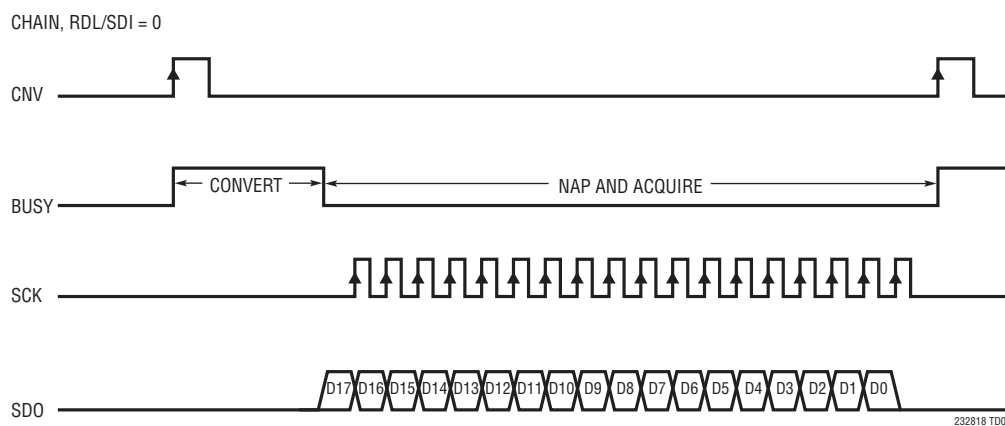 CHAIN, RDL/SDI = 0
CNV
CONVERT
NAP AND ACQUIRE
BUSY
SCK
D17 D16 D15 D14 D13 D12 D11 D10 D9 D8 D7 D6 D5 D4 D3 D2 D1 D0
SDO
232818 TD0